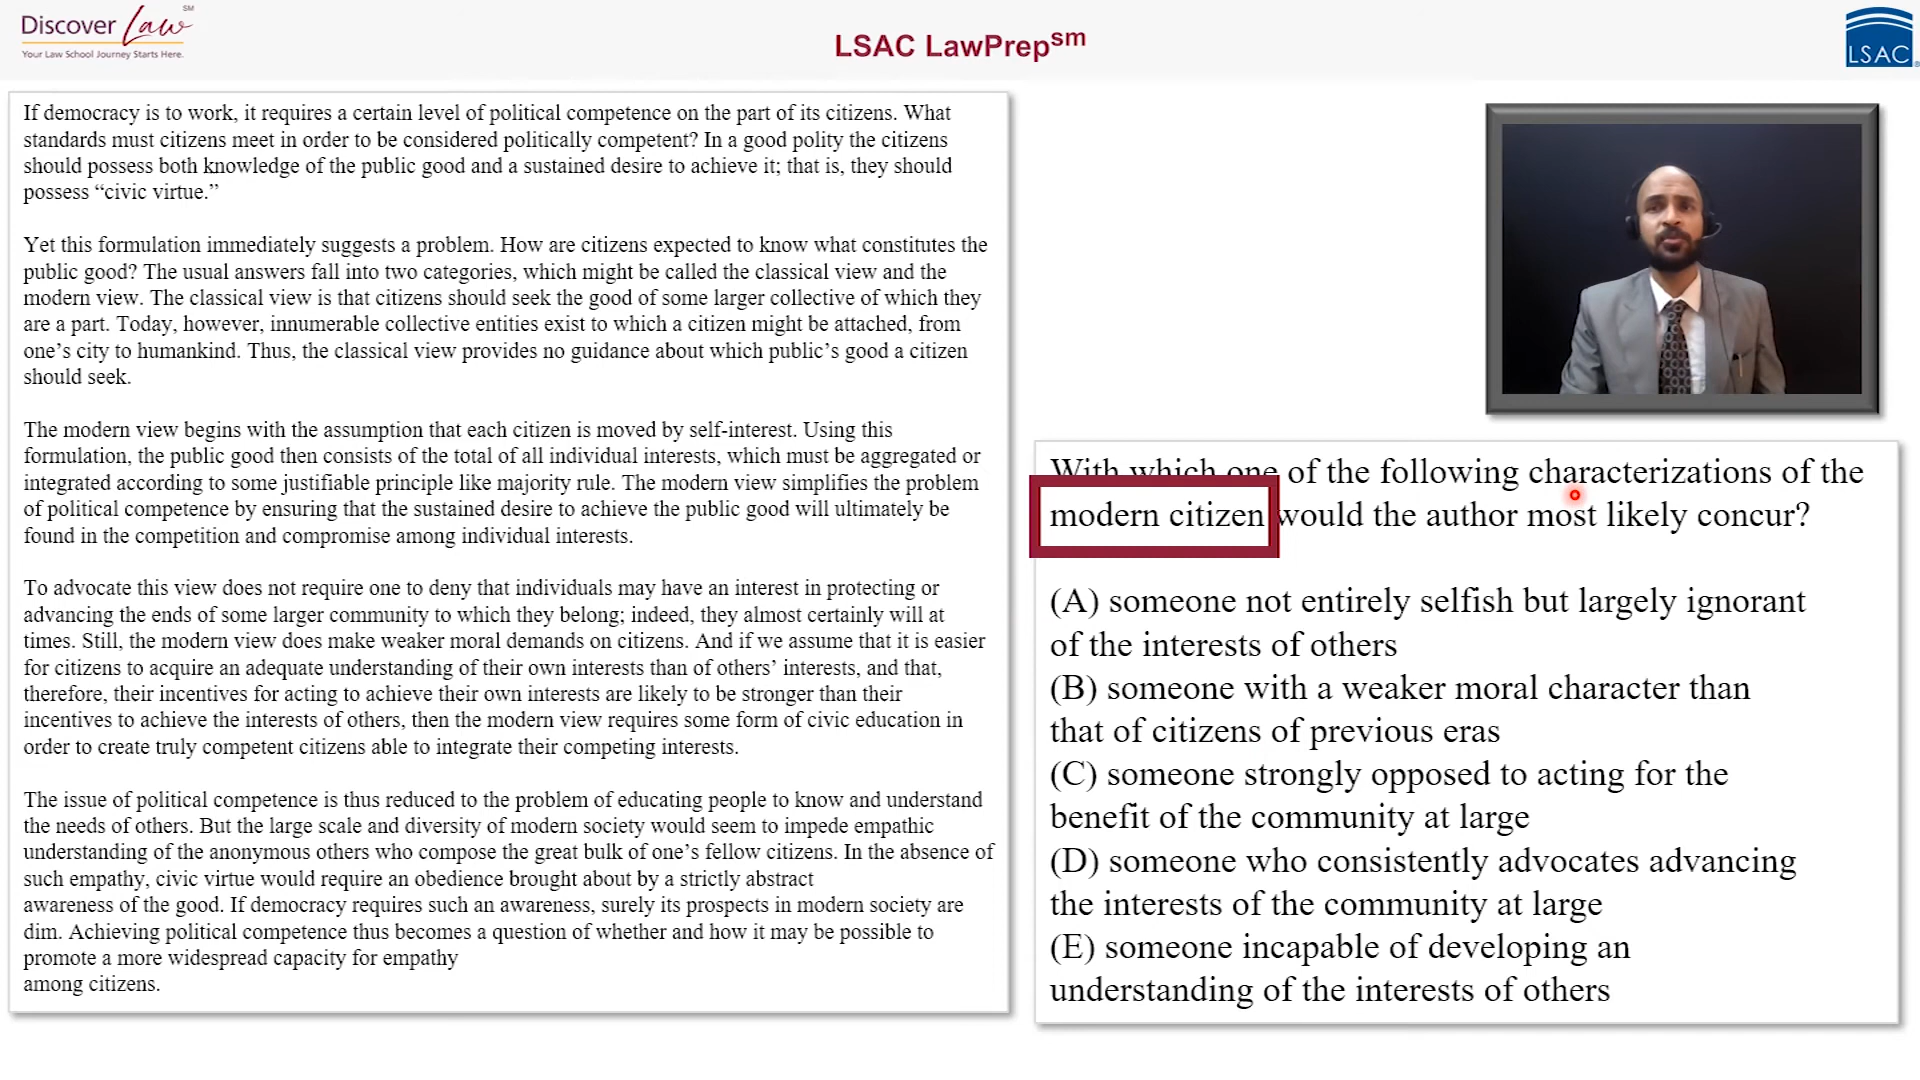 Discover Law SM
Your Law School Journey Starts Here.
LSAC LawPrep℠
LSAC®
If democracy is to work, it requires a certain level of political competence on the part of its citizens. What
standards must citizens meet in order to be considered politically competent? In a good polity the citizens
should possess both knowledge of the public good and a sustained desire to achieve it; that is, they should
possess “civic virtue.”
Yet this formulation immediately suggests a problem. How are citizens expected to know what constitutes the
public good? The usual answers fall into two categories, which might be called the classical view and the
modern view. The classical view is that citizens should seek the good of some larger collective of which they
are a part. Today, however, innumerable collective entities exist to which a citizen might be attached, from
one’s city to humankind. Thus, the classical view provides no guidance about which public’s good a citizen
should seek.
The modern view begins with the assumption that each citizen is moved by self-interest. Using this
formulation, the public good then consists of the total of all individual interests, which must be aggregated or
integrated according to some justifiable principle like majority rule. The modern view simplifies the problem
of political competence by ensuring that the sustained desire to achieve the public good will ultimately be
found in the competition and compromise among individual interests.
To advocate this view does not require one to deny that individuals may have an interest in protecting or
advancing the ends of some larger community to which they belong; indeed, they almost certainly will at
times. Still, the modern view does make weaker moral demands on citizens. And if we assume that it is easier
for citizens to acquire an adequate understanding of their own interests than of others’ interests, and that,
therefore, their incentives for acting to achieve their own interests are likely to be stronger than their
incentives to achieve the interests of others, then the modern view requires some form of civic education in
order to create truly competent citizens able to integrate their competing interests.
The issue of political competence is thus reduced to the problem of educating people to know and understand
the needs of others. But the large scale and diversity of modern society would seem to impede empathic
understanding of the anonymous others who compose the great bulk of one’s fellow citizens. In the absence of
such empathy, civic virtue would require an obedience brought about by a strictly abstract
awareness of the good. If democracy requires such an awareness, surely its prospects in modern society are
dim. Achieving political competence thus becomes a question of whether and how it may be possible to
promote a more widespread capacity for empathy
among citizens.
With which one of the following characterizations of the
modern citizen would the author most likely concur?
(A) someone not entirely selfish but largely ignorant
of the interests of others
(B) someone with a weaker moral character than
that of citizens of previous eras
(C) someone strongly opposed to acting for the
benefit of the community at large
(D) someone who consistently advocates advancing
the interests of the community at large
(E) someone incapable of developing an
understanding of the interests of others